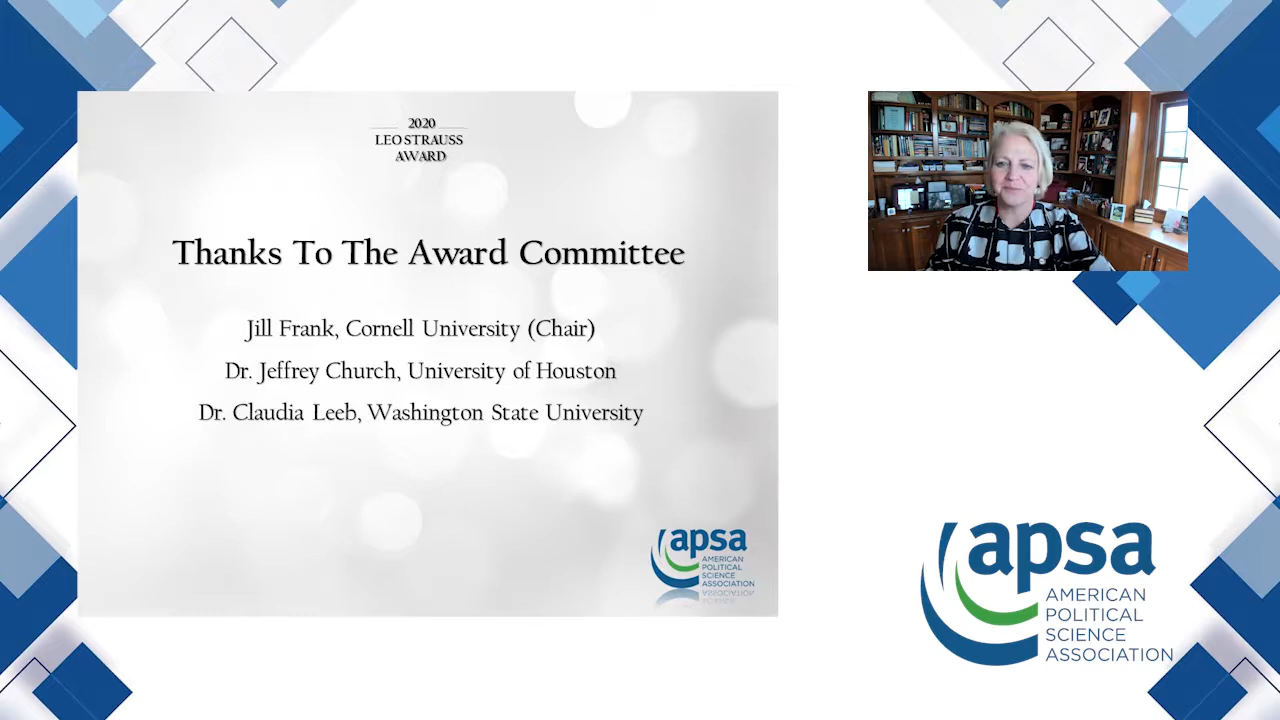 2020
LEO STRAUSS
AWARD
Thanks To The Award Committee
Jill Frank, Cornell University (Chair)
Dr. Jeffrey Church, University of Houston
Dr. Claudia Leeb, Washington State University
apsa
AMERICAN
POLITICAL
SCIENCE
ASSOCIATION
apsa
AMERICAN
POLITICAL
SCIENCE
ASSOCIATION